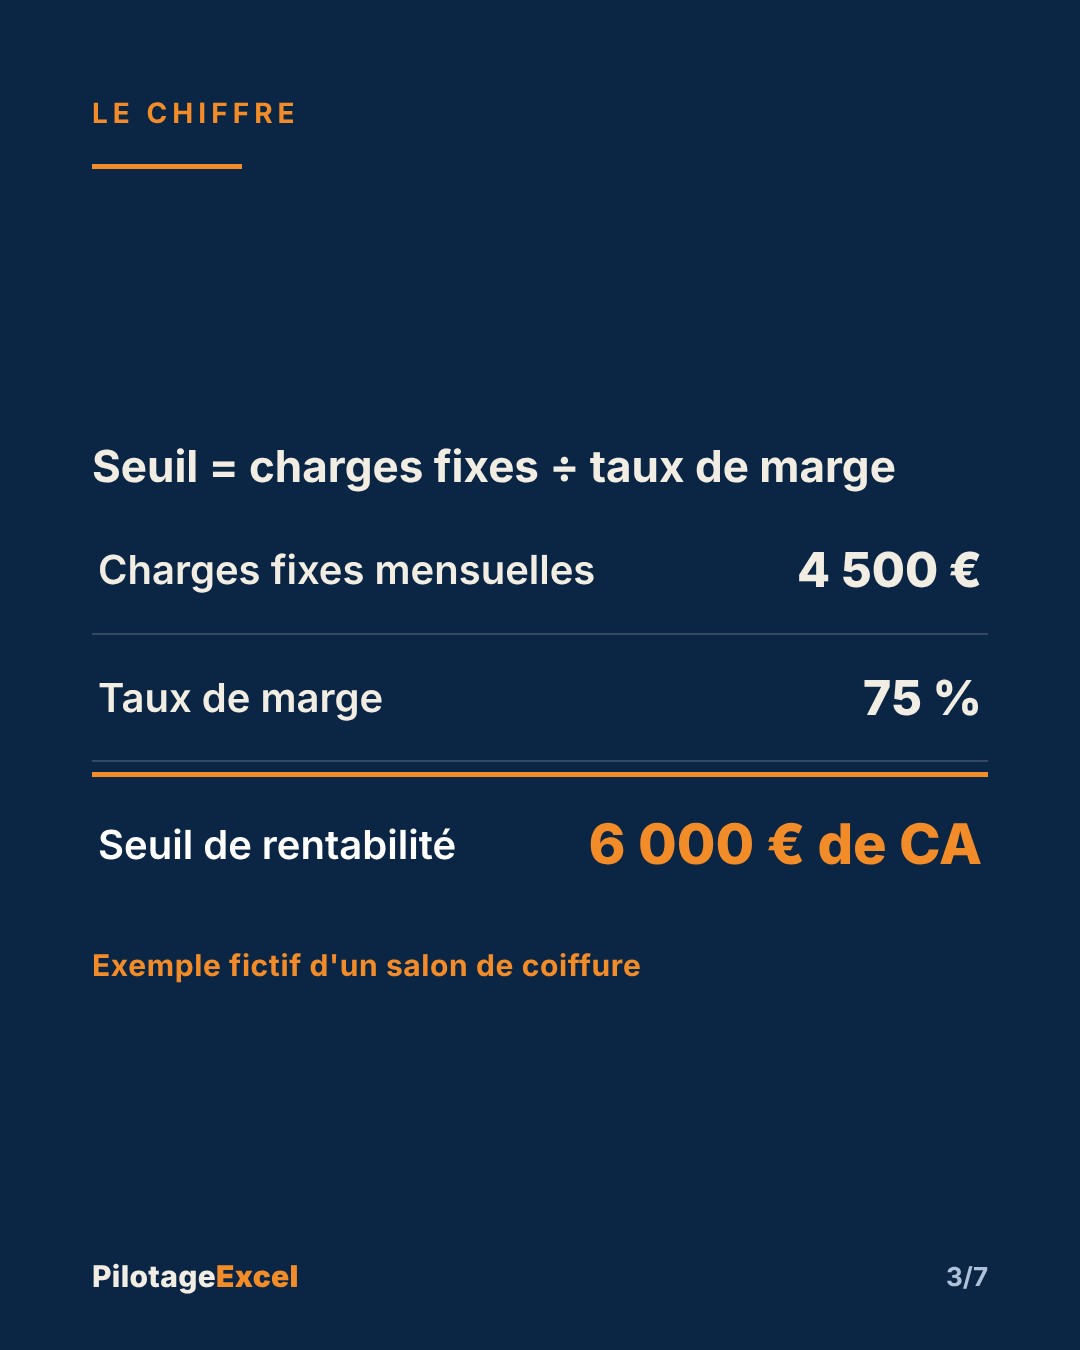 LE CHIFFRE
Seuil = charges fixes ÷ taux de marge
Charges fixes mensuelles 4 500 €
Taux de marge 75 %
Seuil de rentabilité 6 000 € de CA
Exemple fictif d'un salon de coiffure
PilotageExcel 3/7